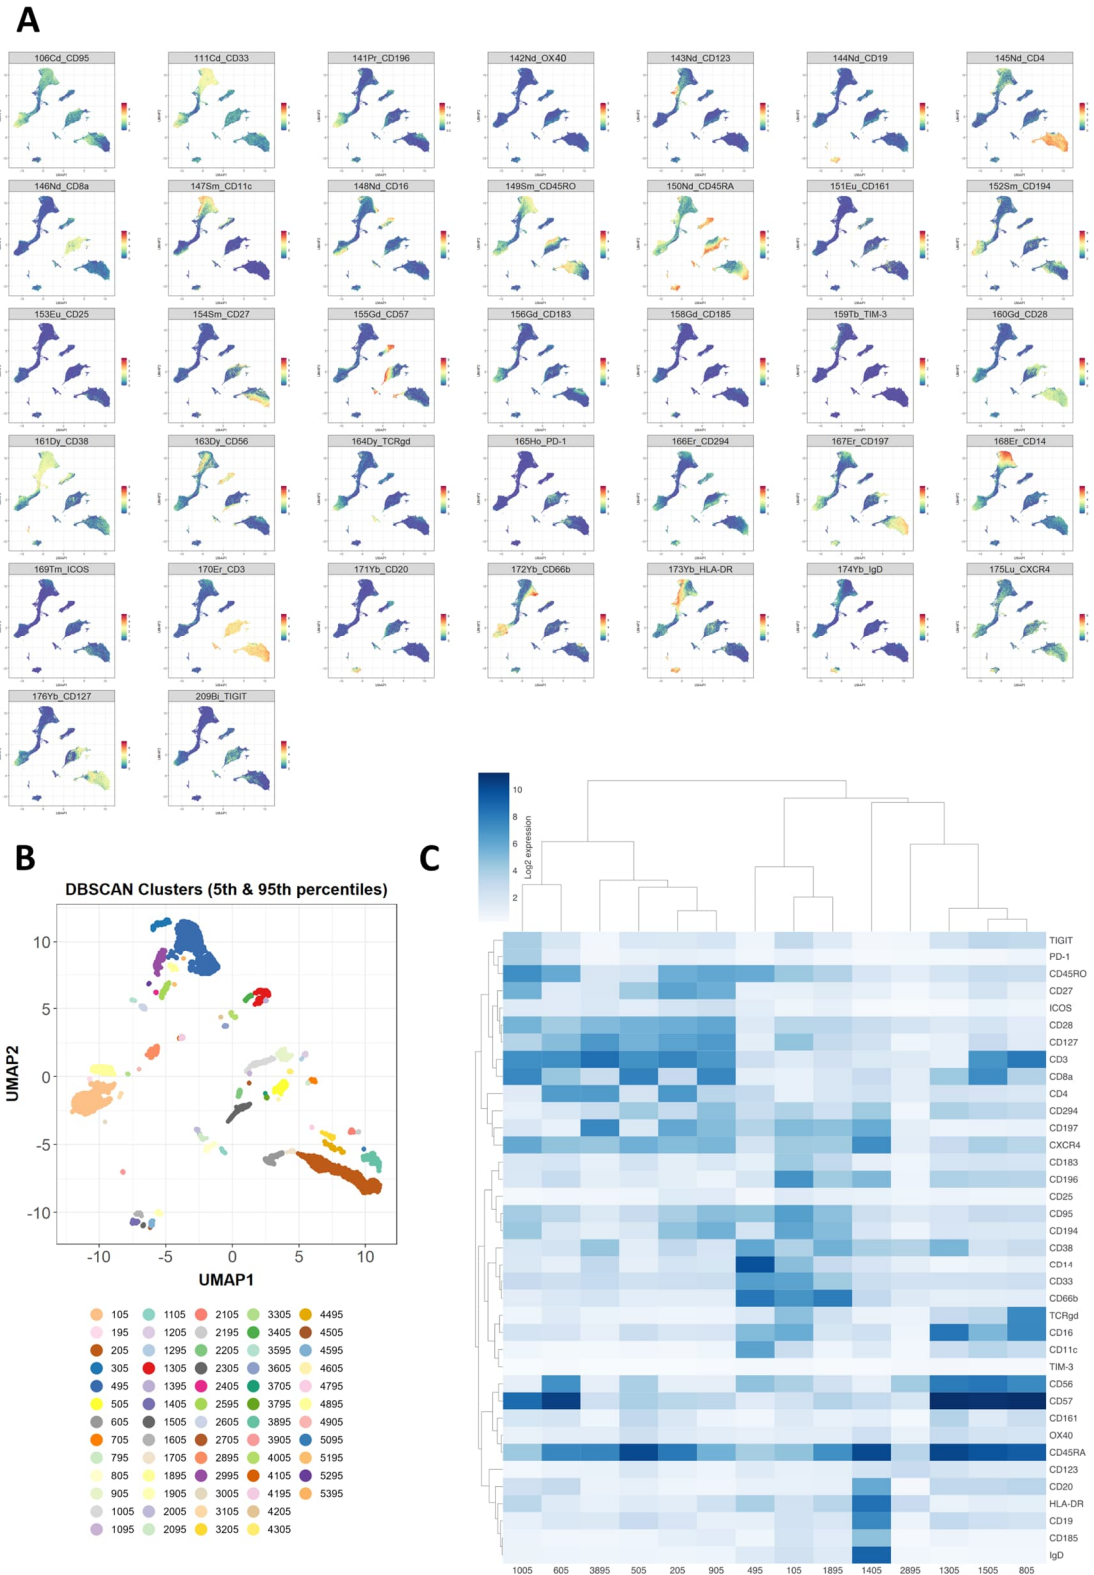 A
106Cd_CD95
111Cd_CD33
141Pr_CD196
142Nd_OX40
143Nd_CD123
144Nd_CD19
145Nd_CD4
146Nd_CD8a
147Sm_CD11c
148Nd_CD16
149Sm_CD45RO
150Nd_CD45RA
151Eu_CD161
152Sm_CD194
153Eu_CD25
154Sm_CD27
155Gd_CD57
156Gd_CD183
158Gd_CD185
159Tb_TIM-3
160Gd_CD28
161Dy_CD38
163Dy_CD56
164Dy_TCRgd
165Ho_PD-1
166Er_CD294
167Er_CD197
168Er_CD14
169Tm_ICOS
170Er_CD3
171Yb_CD20
172Yb_CD66b
173Yb_HLA-DR
174Yb_IgD
175Lu_CXCR4
176Yb_CD127
209Bi_TIGIT
B
DBSCAN Clusters (5th & 95th percentiles)
UMAP2
10
5
0
-5
-10
-10 -5 0 5 10
UMAP1
105 1105 2105 3305 4495
195 1205 2195 3405 4505
205 1295 2205 3595 4595
305 1305 2305 3605 4605
495 1395 2405 3705 4795
505 1405 2595 3795 4895
605 1505 2605 3895 4905
705 1605 2705 3905 5095
795 1705 2895 4005 5195
805 1895 2995 4105 5295
905 1905 3005 4195 5395
1005 2005 3105 4205
1095 2095 3205 4305
C
10
8
6
4
2
Log2 expression
TIGIT
PD-1
CD45RO
CD27
ICOS
CD28
CD127
CD3
CD8a
CD4
CD294
CD197
CXCR4
CD183
CD196
CD25
CD95
CD194
CD38
CD14
CD33
CD66b
TCRgd
CD16
CD11c
TIM-3
CD56
CD57
CD161
OX40
CD45RA
CD123
CD20
HLA-DR
CD19
CD185
IgD
1005 605 3895 505 205 905 495 105 1895 1405 2895 1305 1505 805